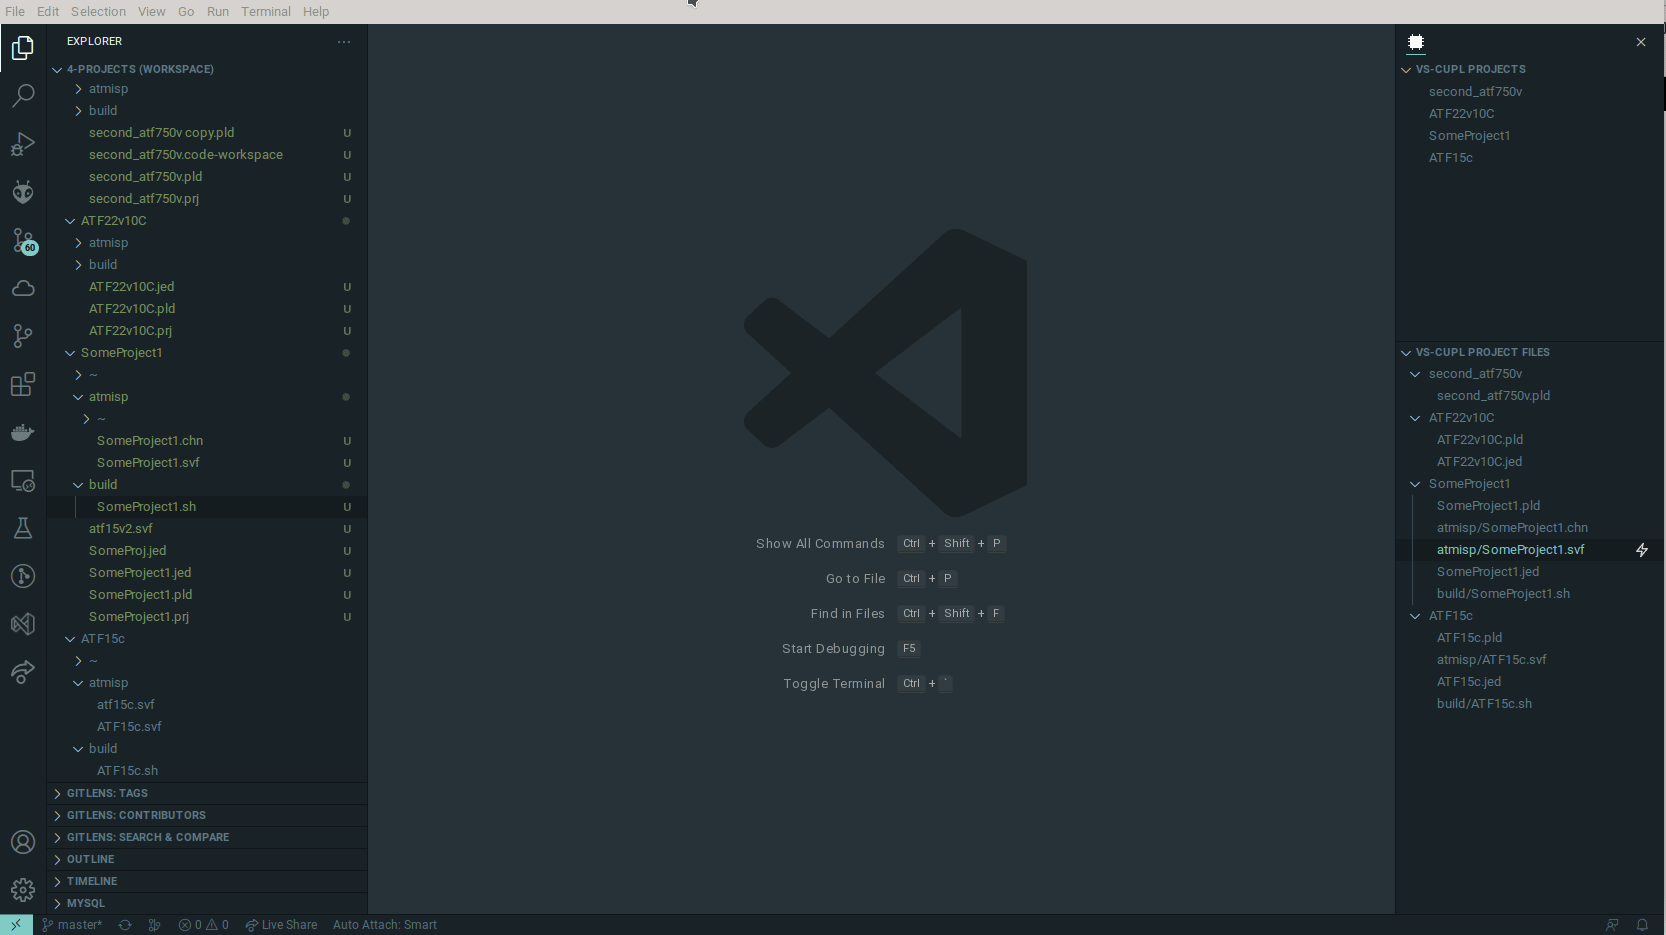 File Edit Selection View Go Run Terminal Help
EXPLORER
4-PROJECTS (WORKSPACE)
atmisp
build
second_atf750v copy.pld U
second_atf750v.code-workspace U
second_atf750v.pld U
second_atf750v.prj U
ATF22v10C
atmisp
build
ATF22v10C.jed U
ATF22v10C.pld U
ATF22v10C.prj U
SomeProject1
~
atmisp
~
SomeProject1.chn U
SomeProject1.svf U
build
SomeProject1.sh U
atf15v2.svf U
SomeProj.jed U
SomeProject1.jed U
SomeProject1.pld U
SomeProject1.prj U
ATF15c
~
atmisp
atf15c.svf
ATF15c.svf
build
ATF15c.sh
GITLENS: TAGS
GITLENS: CONTRIBUTORS
GITLENS: SEARCH & COMPARE
OUTLINE
TIMELINE
MYSQL
60
Show All Commands Ctrl + Shift + P
Go to File Ctrl + P
Find in Files Ctrl + Shift + F
Start Debugging F5
Toggle Terminal Ctrl + `
VS-CUPL PROJECTS
second_atf750v
ATF22v10C
SomeProject1
ATF15c
VS-CUPL PROJECT FILES
second_atf750v
second_atf750v.pld
ATF22v10C
ATF22v10C.pld
ATF22v10C.jed
SomeProject1
SomeProject1.pld
atmisp/SomeProject1.chn
atmisp/SomeProject1.svf
SomeProject1.jed
build/SomeProject1.sh
ATF15c
ATF15c.pld
atmisp/ATF15c.svf
ATF15c.jed
build/ATF15c.sh
master* 0 0 Live Share Auto Attach: Smart